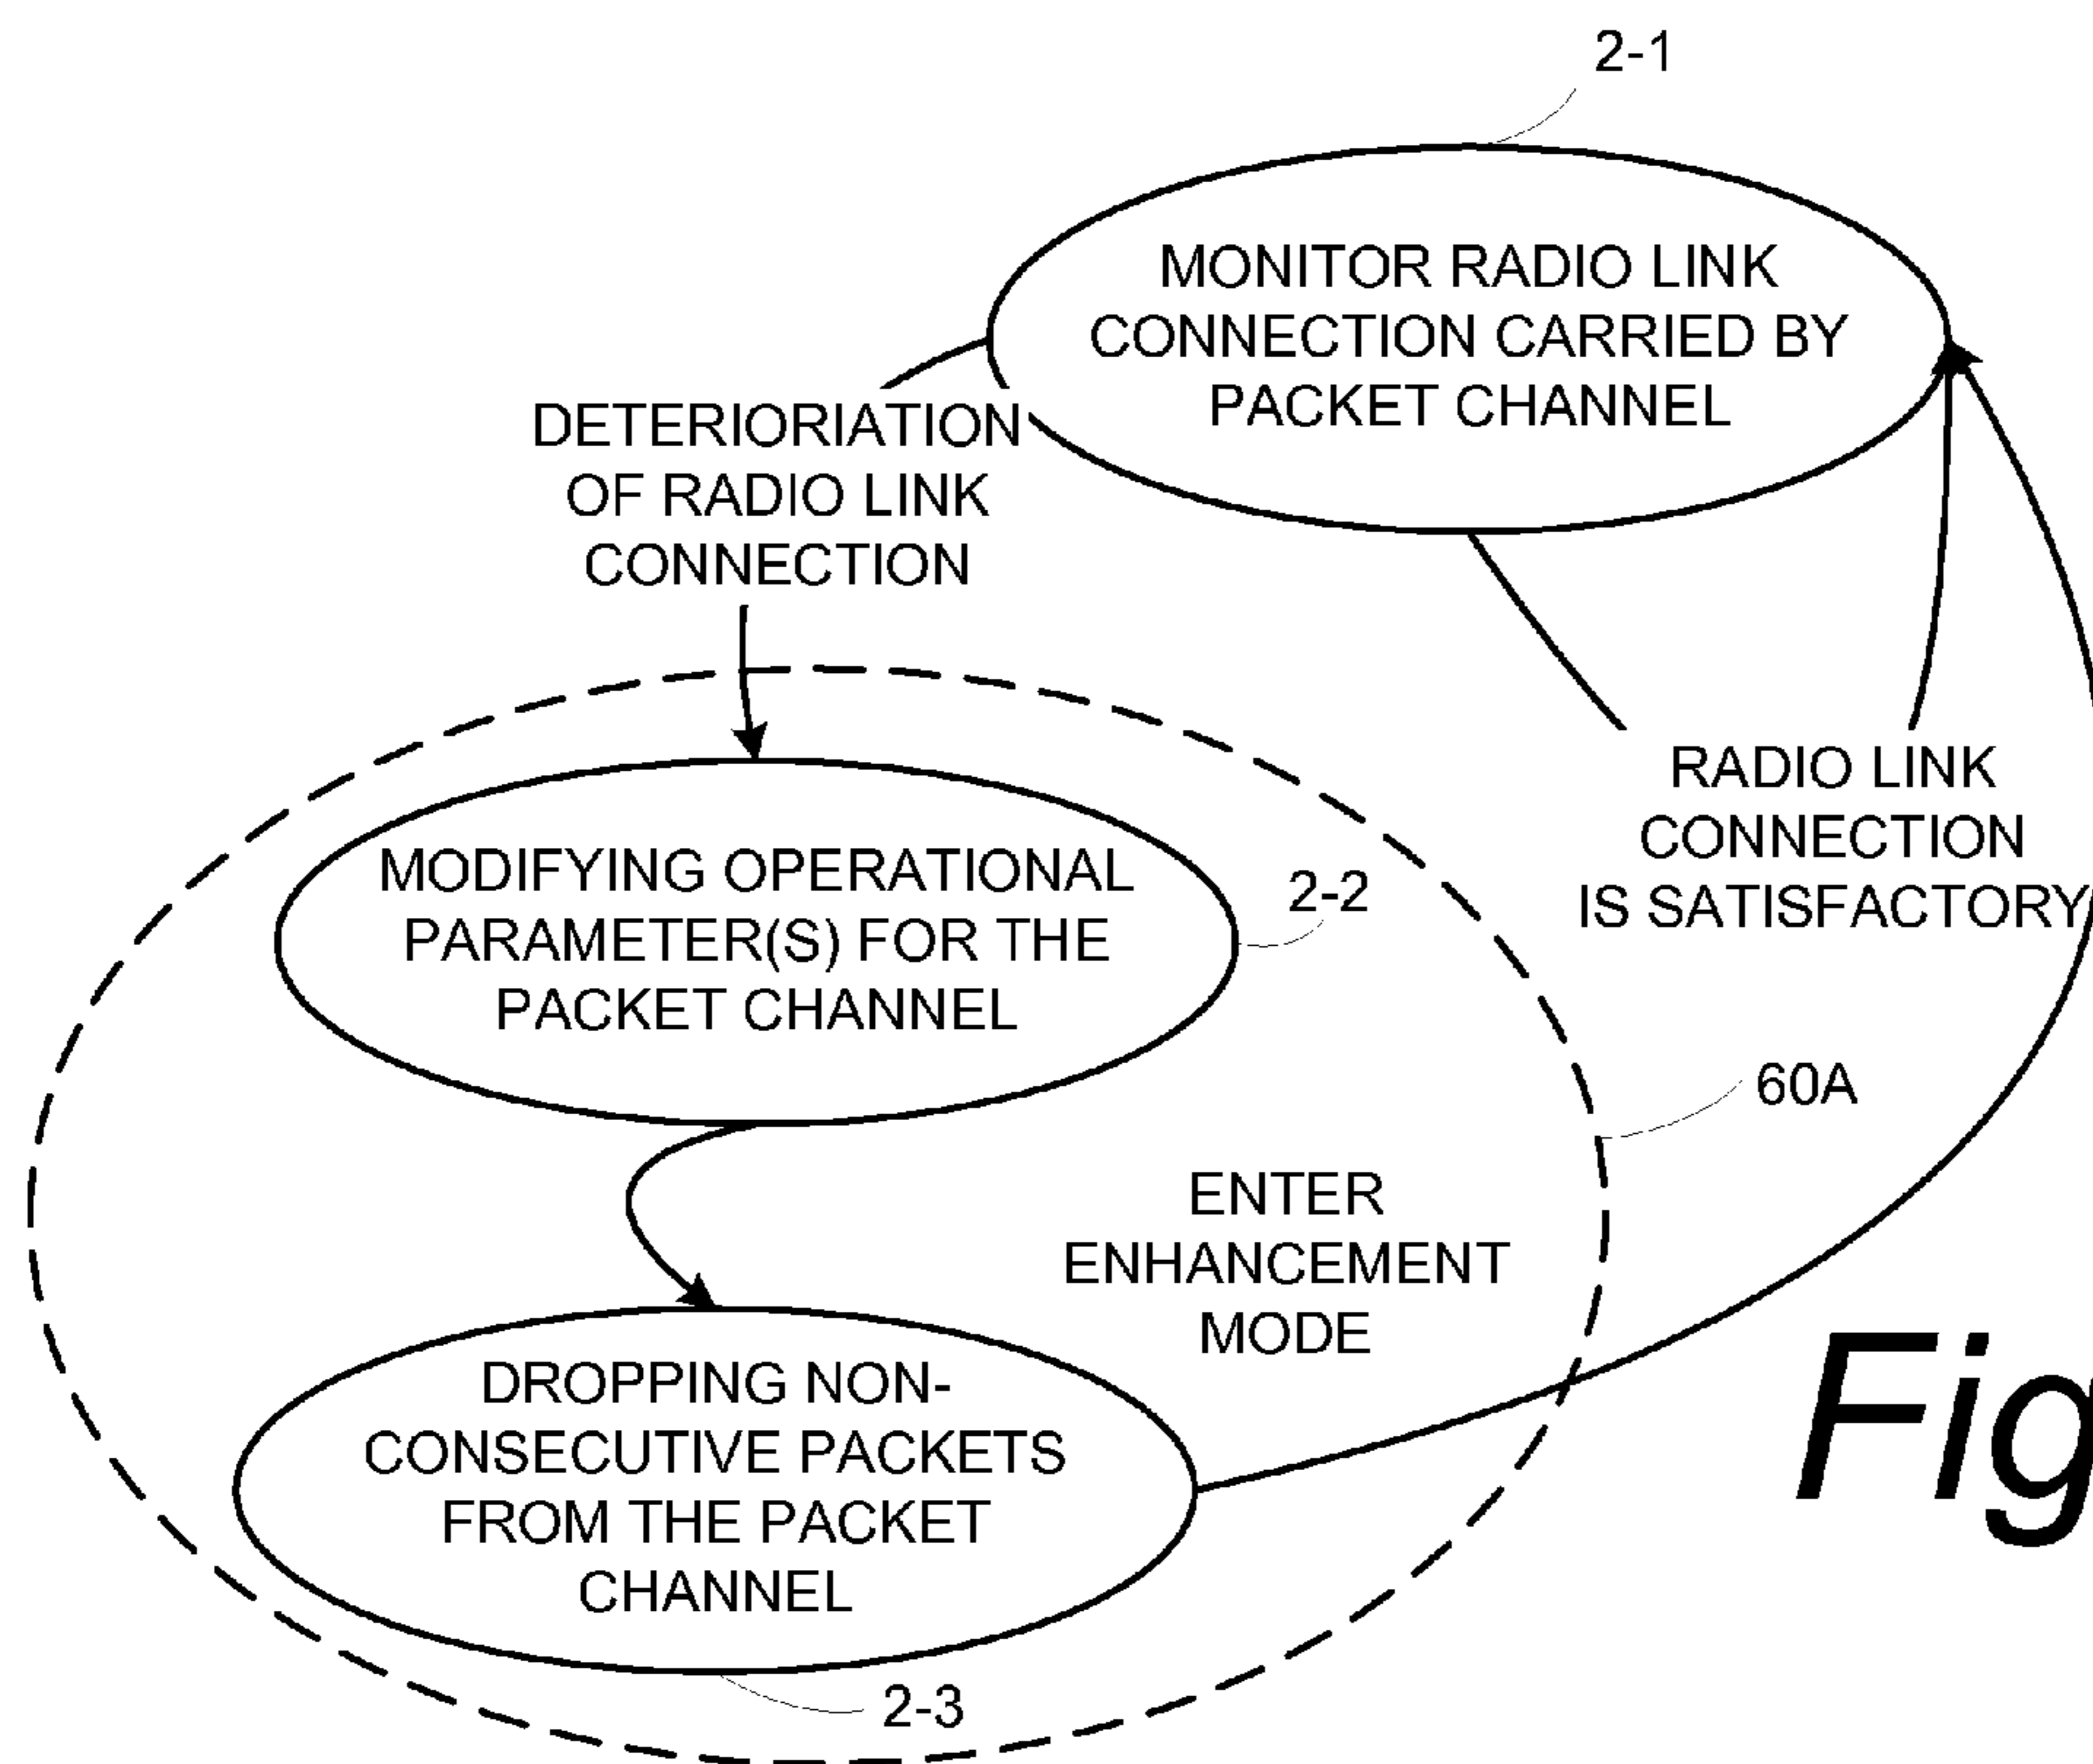 2-1
MONITOR RADIO LINK
CONNECTION CARRIED BY
PACKET CHANNEL
DETERIORIATION
OF RADIO LINK
CONNECTION
RADIO LINK
CONNECTION
IS SATISFACTORY
MODIFYING OPERATIONAL
PARAMETER(S) FOR THE
PACKET CHANNEL
2-2
60A
ENTER
ENHANCEMENT
MODE
DROPPING NON-
CONSECUTIVE PACKETS
FROM THE PACKET
CHANNEL
2-3
Fig